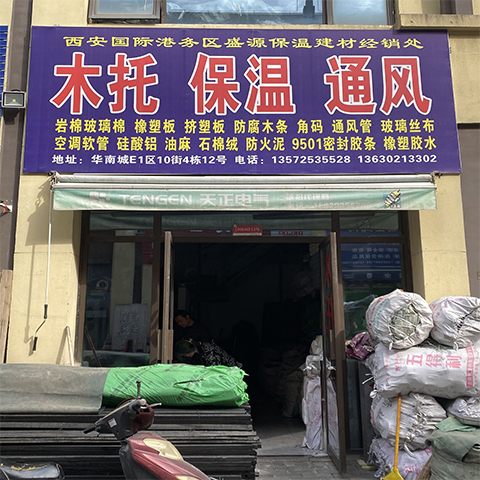 西安国际港务区盛源保温建材经销处
木托 保温 通风
岩棉玻璃棉 橡塑板 挤塑板 防腐木条 角码 通风管 玻璃丝布
空调软管 硅酸铝 油麻 石棉绒 防火泥 9501密封胶条 橡塑胶水
地址：华南城E1区10街4栋12号 电话：13572535528 13630213302
TENGEN 天正电气
五得利